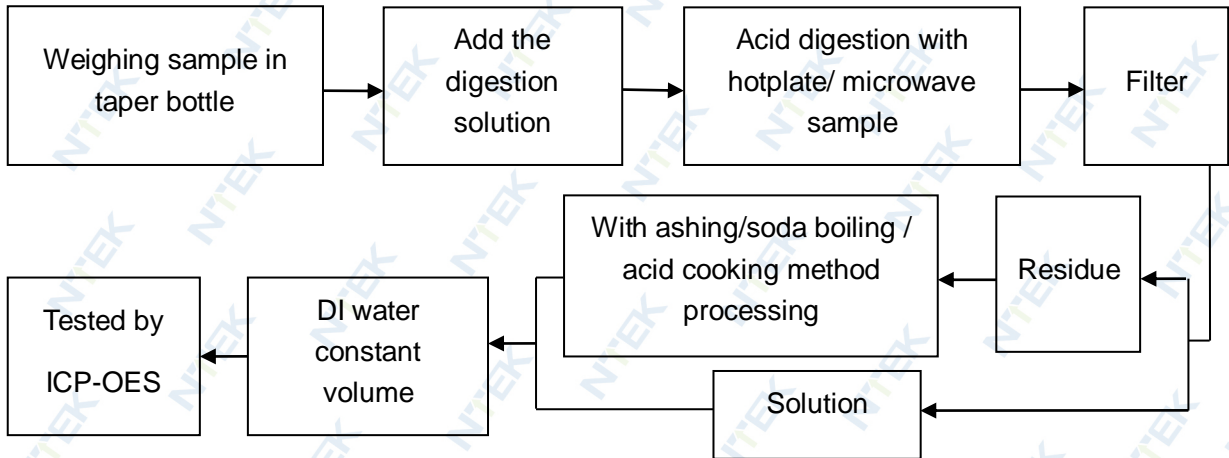 Weighing sample in
taper bottle
Add the
digestion
solution
Acid digestion with
hotplate/ microwave
sample
Filter
With ashing/soda boiling /
acid cooking method
processing
Residue
Tested by
ICP-OES
DI water
constant
volume
Solution
NTEK